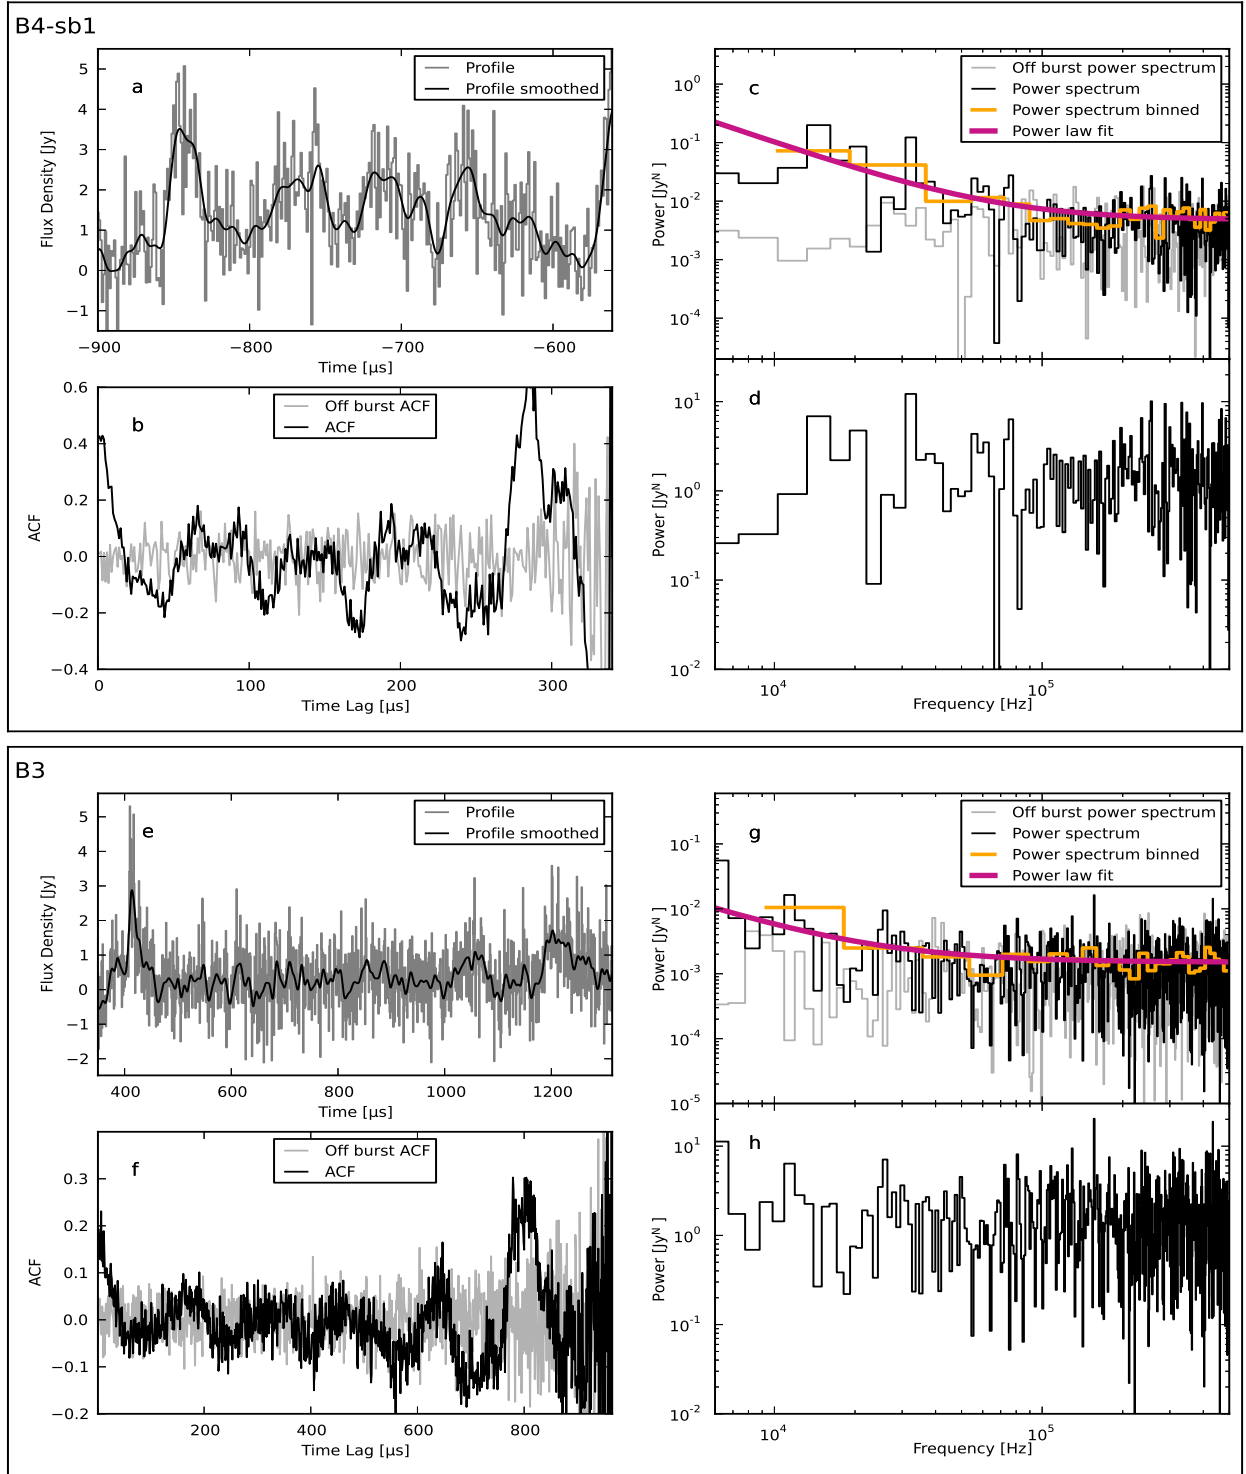 B4-sb1
a
Profile
Profile smoothed
5
4
3
2
1
0
−1
Flux Density [Jy]
−900
−800
−700
−600
Time [µs]
b
Off burst ACF
ACF
0.6
0.4
0.2
0.0
−0.2
−0.4
ACF
0
100
200
300
Time Lag [µs]
c
Off burst power spectrum
Power spectrum
Power spectrum binned
Power law fit
10^0
10^-1
10^-2
10^-3
10^-4
Power [Jy^N ]
d
10^1
10^0
10^-1
10^-2
Power [Jy^N ]
10^4
10^5
Frequency [Hz]
B3
e
Profile
Profile smoothed
5
4
3
2
1
0
−1
−2
Flux Density [Jy]
400
600
800
1000
1200
Time [µs]
f
Off burst ACF
ACF
0.3
0.2
0.1
0.0
−0.1
−0.2
ACF
200
400
600
800
Time Lag [µs]
g
Off burst power spectrum
Power spectrum
Power spectrum binned
Power law fit
10^-1
10^-2
10^-3
10^-4
10^-5
Power [Jy^N ]
h
10^1
10^0
10^-1
10^-2
Power [Jy^N ]
10^4
10^5
Frequency [Hz]